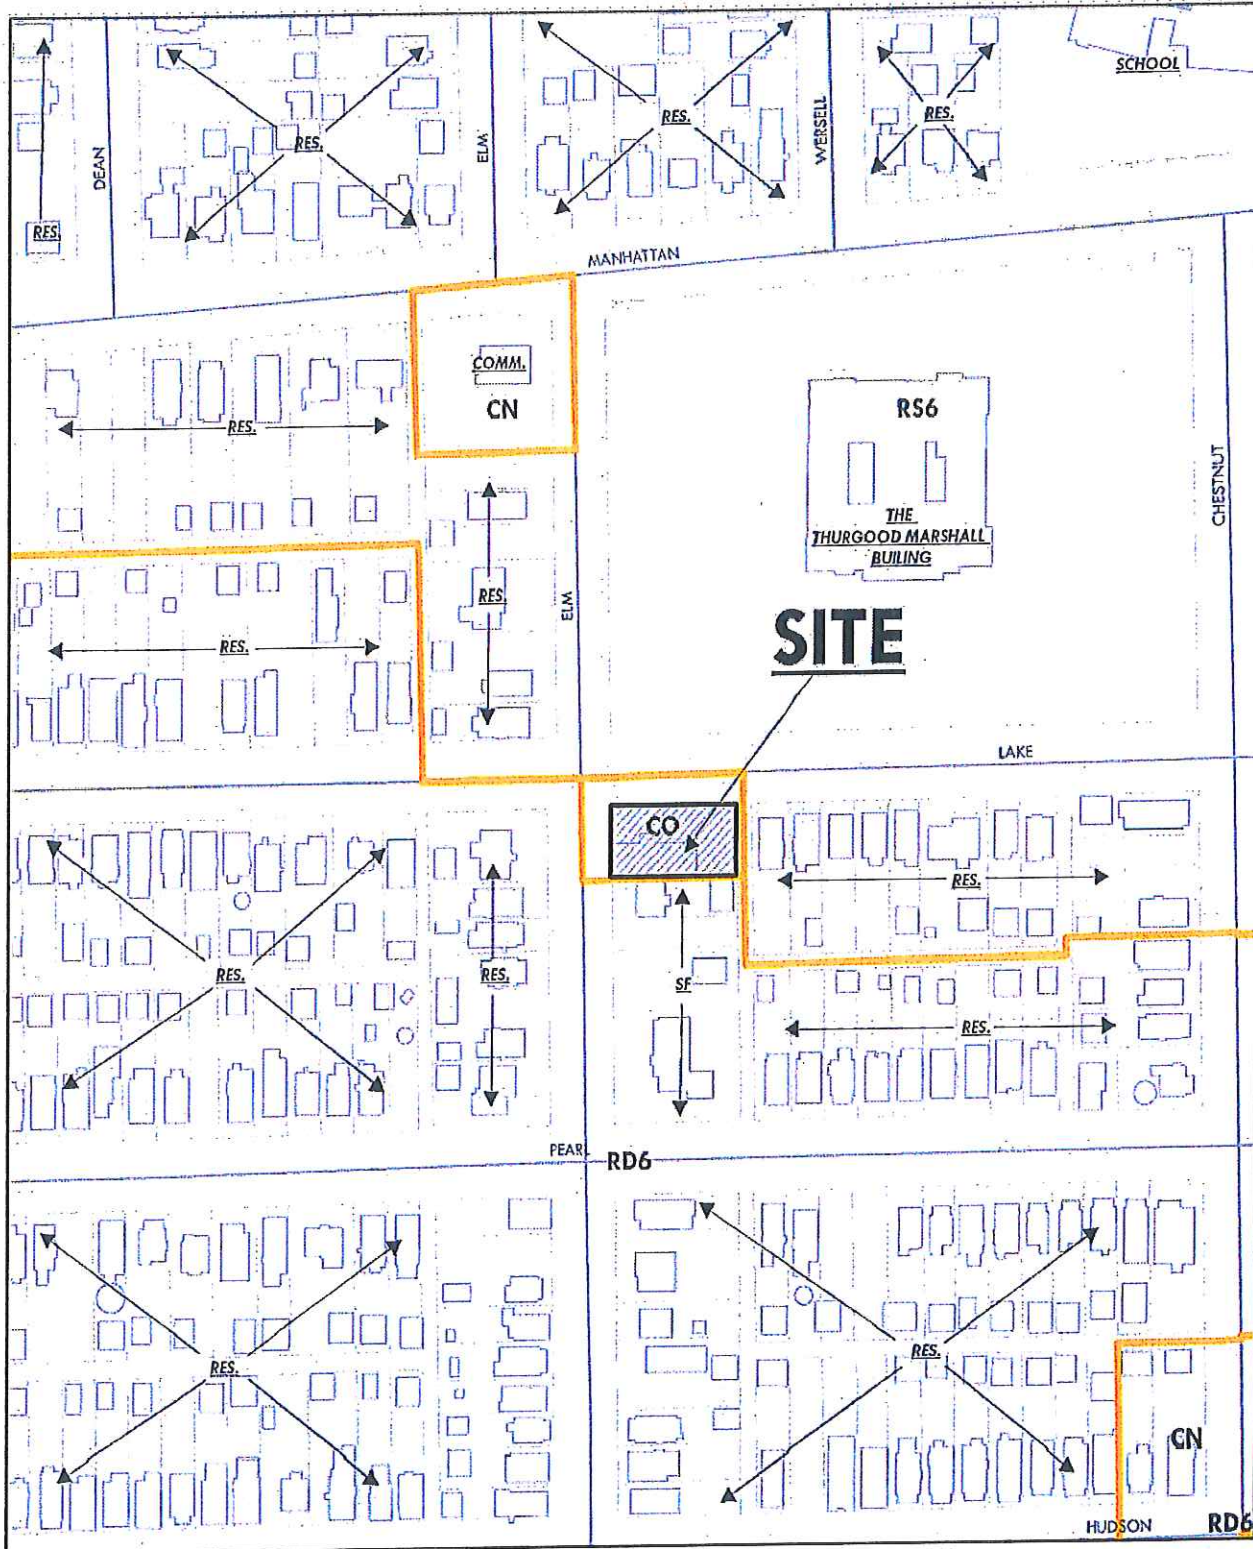 SCHOOL
RES.
RES.
RES.
RES.
DEAN
ELM
WERSELL
MANHATTAN
COMM.
CN
RES.
RS6
THE
THURGOOD MARSHALL
BUILING
CHESTNUT
RES.
ELM
RES.
SITE
LAKE
CO
RES.
RES.
RES.
SF
RES.
PEARL
RD6
RES.
RES.
CN
HUDSON
RD6